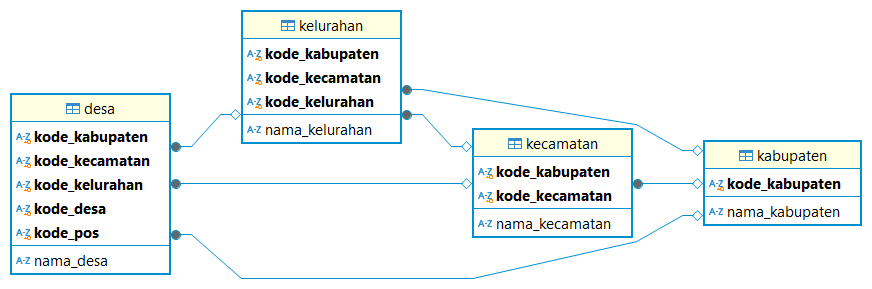 kelurahan
A-Z kode_kabupaten
A-Z kode_kecamatan
A-Z kode_kelurahan
A-Z nama_kelurahan
desa
A-Z kode_kabupaten
A-Z kode_kecamatan
A-Z kode_kelurahan
A-Z kode_desa
A-Z kode_pos
A-Z nama_desa
kecamatan
A-Z kode_kabupaten
A-Z kode_kecamatan
A-Z nama_kecamatan
kabupaten
A-Z kode_kabupaten
A-Z nama_kabupaten